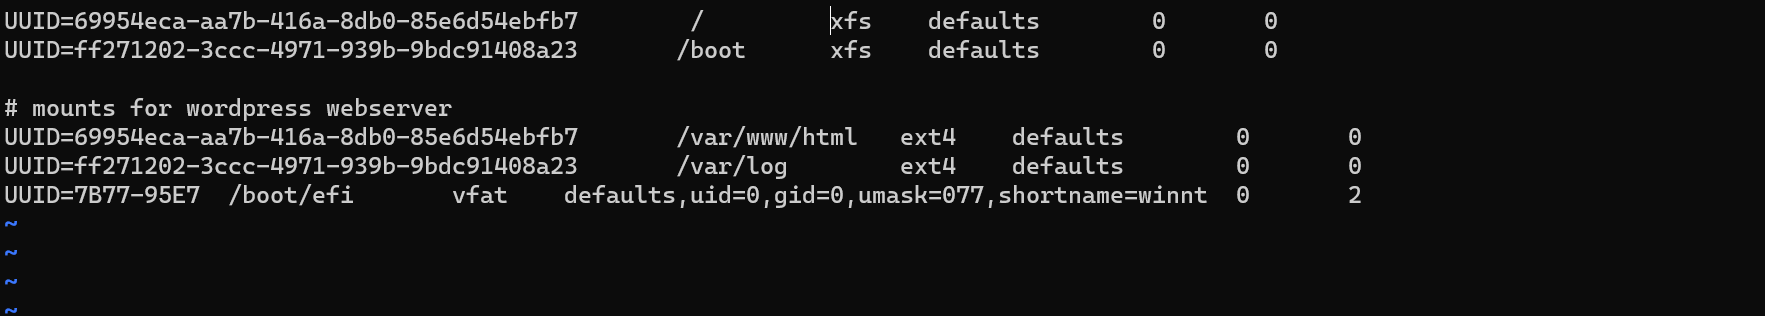 UUID=69954eca-aa7b-416a-8db0-85e6d54ebfb7 / xfs defaults 0 0
UUID=ff271202-3ccc-4971-939b-9bdc91408a23 /boot xfs defaults 0 0
# mounts for wordpress webserver
UUID=69954eca-aa7b-416a-8db0-85e6d54ebfb7 /var/www/html ext4 defaults 0 0
UUID=ff271202-3ccc-4971-939b-9bdc91408a23 /var/log ext4 defaults 0 0
UUID=7B77-95E7 /boot/efi vfat defaults,uid=0,gid=0,umask=077,shortname=winnt 0 2
~
~
~
~